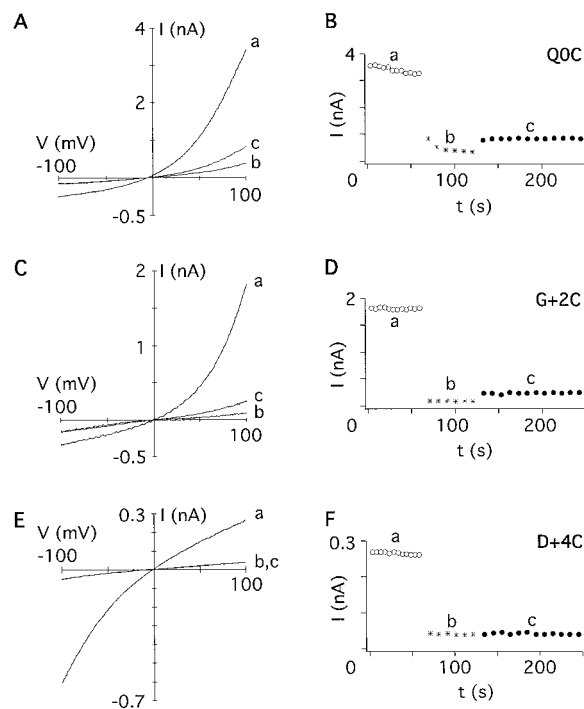 A
I (nA)
4
a
2
c
b
V (mV)
-100
100
-0.5
B
Q0C
4
a
I (nA)
b
c
0
100
200
t (s)
C
I (nA)
2
a
1
c
b
V (mV)
-100
100
-0.5
D
G+2C
2
a
I (nA)
b
c
0
100
200
t (s)
E
I (nA)
0.3
a
V (mV)
-100
b,c
100
-0.7
F
D+4C
0.3
a
I (nA)
b
c
0
100
200
t (s)